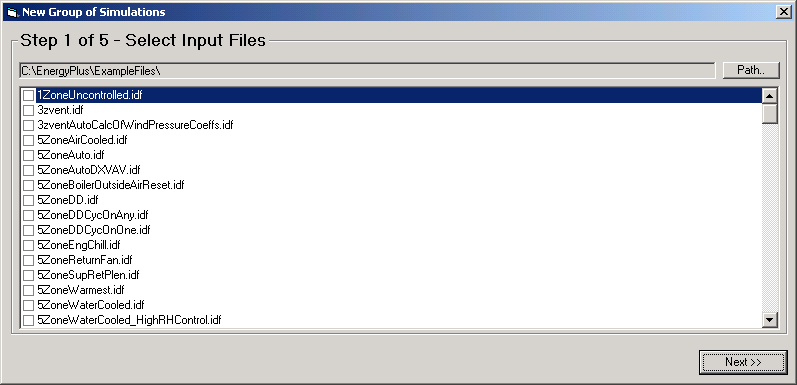 New Group of Simulations
Step 1 of 5 - Select Input Files
C:\EnergyPlus\ExampleFiles\
Path..
1ZoneUncontrolled.idf
3zvent.idf
3zventAutoCalcOfWindPressureCoeffs.idf
5ZoneAirCooled.idf
5ZoneAuto.idf
5ZoneAutoDXVAV.idf
5ZoneBoilerOutsideAirReset.idf
5ZoneDD.idf
5ZoneDDCycOnAny.idf
5ZoneDDCycOnOne.idf
5ZoneEngChill.idf
5ZoneReturnFan.idf
5ZoneSupRetPlen.idf
5ZoneWarmest.idf
5ZoneWaterCooled.idf
5ZoneWaterCooled_HighRHControl.idf
Next >>